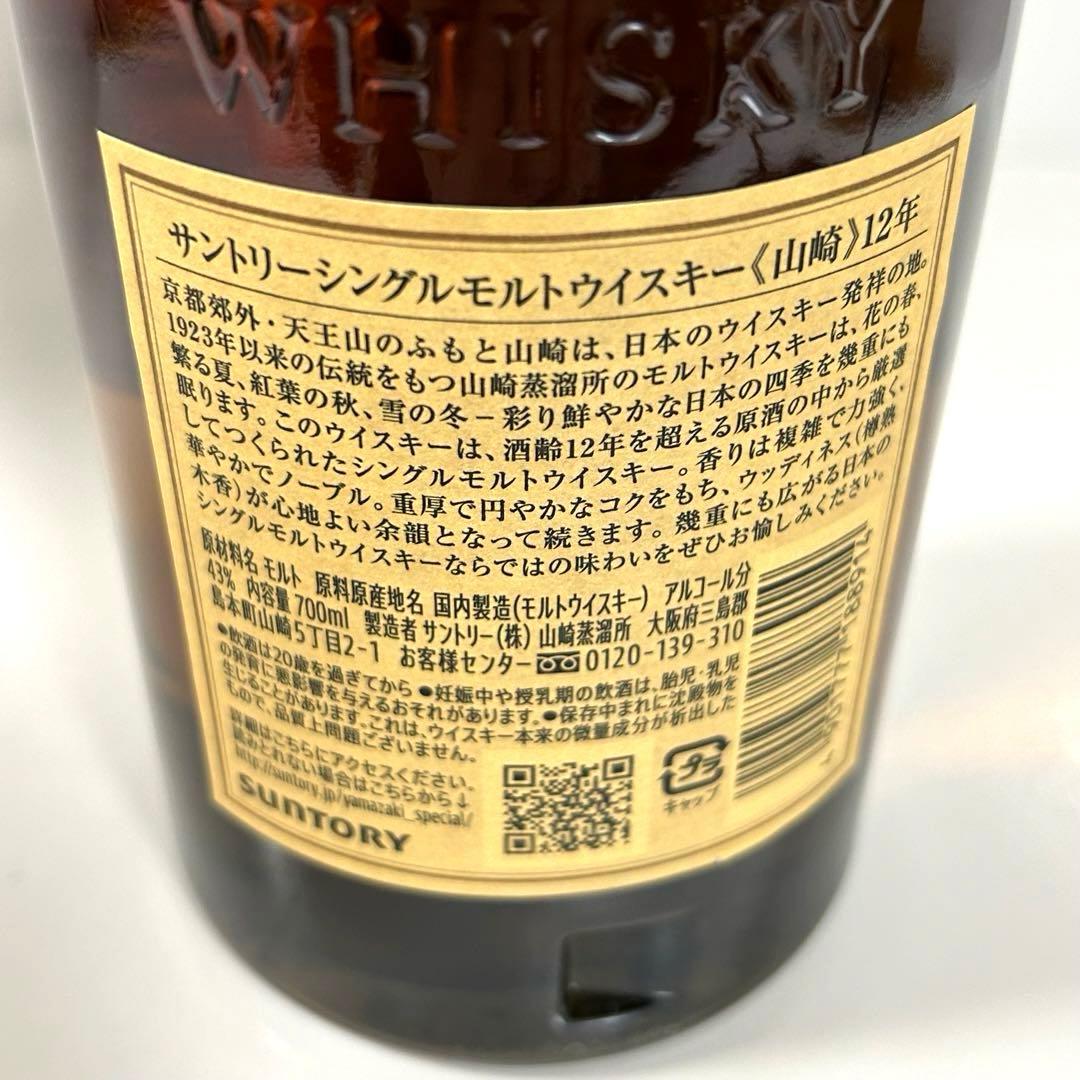 WHISKY
サントリーシングルモルトウイスキー《山崎》12年
京都郊外・天王山のふもと山崎は、日本のウイスキー発祥の地。
1923年以来の伝統をもつ山崎蒸溜所のモルトウイスキーは、花の春、
繁る夏、紅葉の秋、雪の冬－彩り鮮やかな日本の四季を幾重にも
眠ります。このウイスキーは、酒齢12年を超える原酒の中から厳選
してつくられたシングルモルトウイスキー。香りは複雑で力強く、
華やかでノーブル。重厚で円やかなコクをもち、ウッディネス(樽熟
木香)が心地よい余韻となって続きます。幾重にも広がる日本の
シングルモルトウイスキーならではの味わいをぜひお愉しみください。
原材料名 モルト 原料原産地名 国内製造(モルトウイスキー) アルコール分
43% 内容量 700ml 製造者 サントリー(株) 山崎蒸溜所 大阪府三島郡
島本町山崎5丁目2-1 お客様センター 0120-139-310
●飲酒は20歳を過ぎてから ●妊娠中や授乳期の飲酒は、胎児・乳児
の発育に悪影響を与えるおそれがあります。●保存中まれに沈殿物を
生じることがあります。これは、ウイスキー本来の微量成分が析出した
もので、品質上問題ございません。
詳細はこちらにアクセスください。
読みとれない場合はこちらから↓
http://suntory.jp/yamazaki_special/
SUNTORY
プラ
キャップ